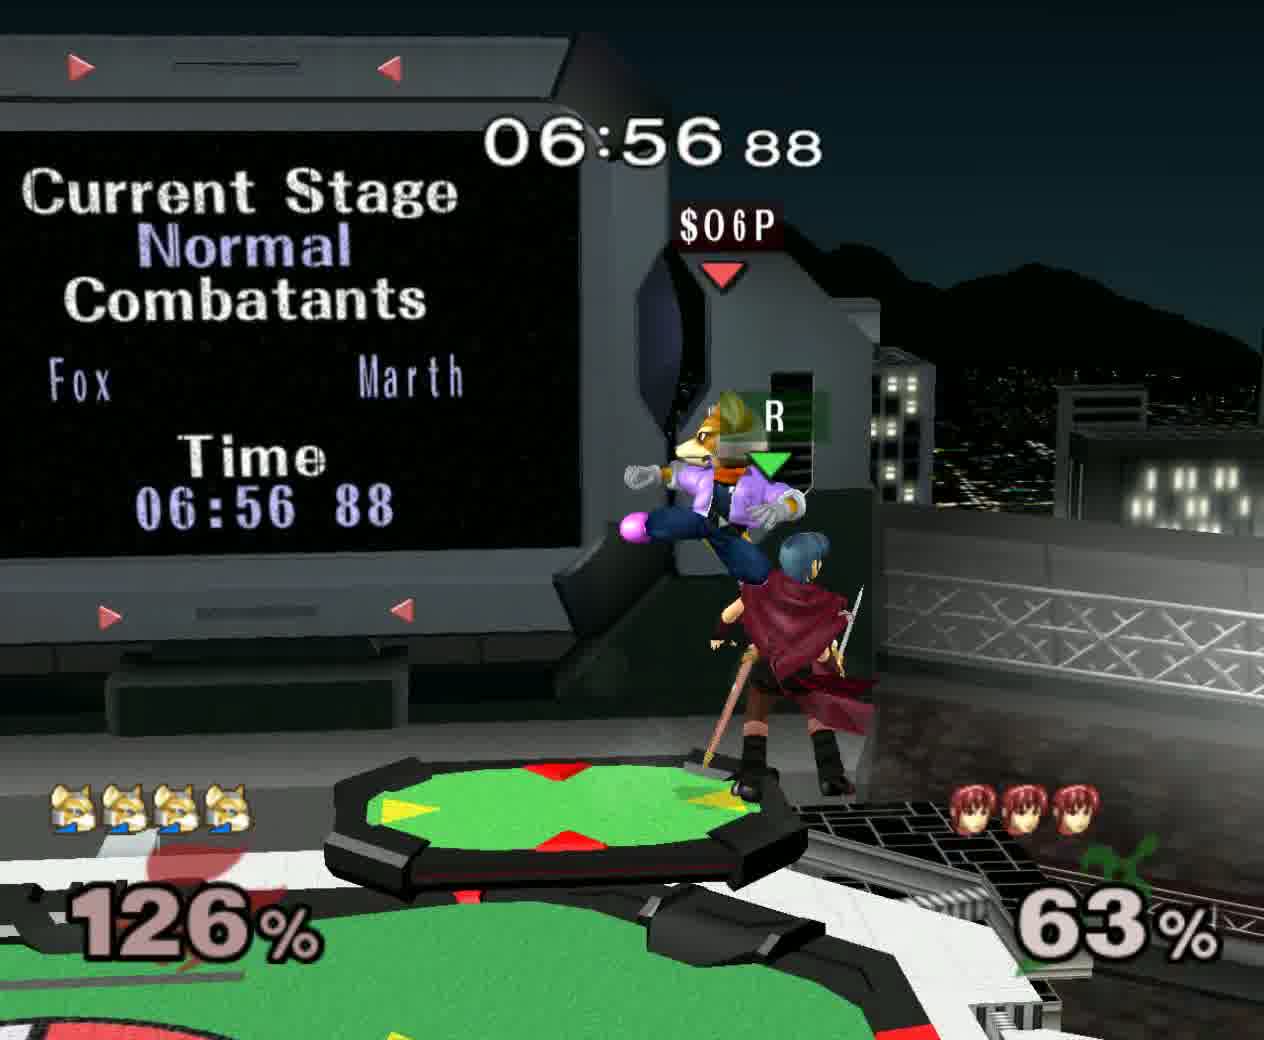 06:56 88
Current Stage
Normal
Combatants
Fox Marth
Time
06:56 88
$06P
R
126%
63%